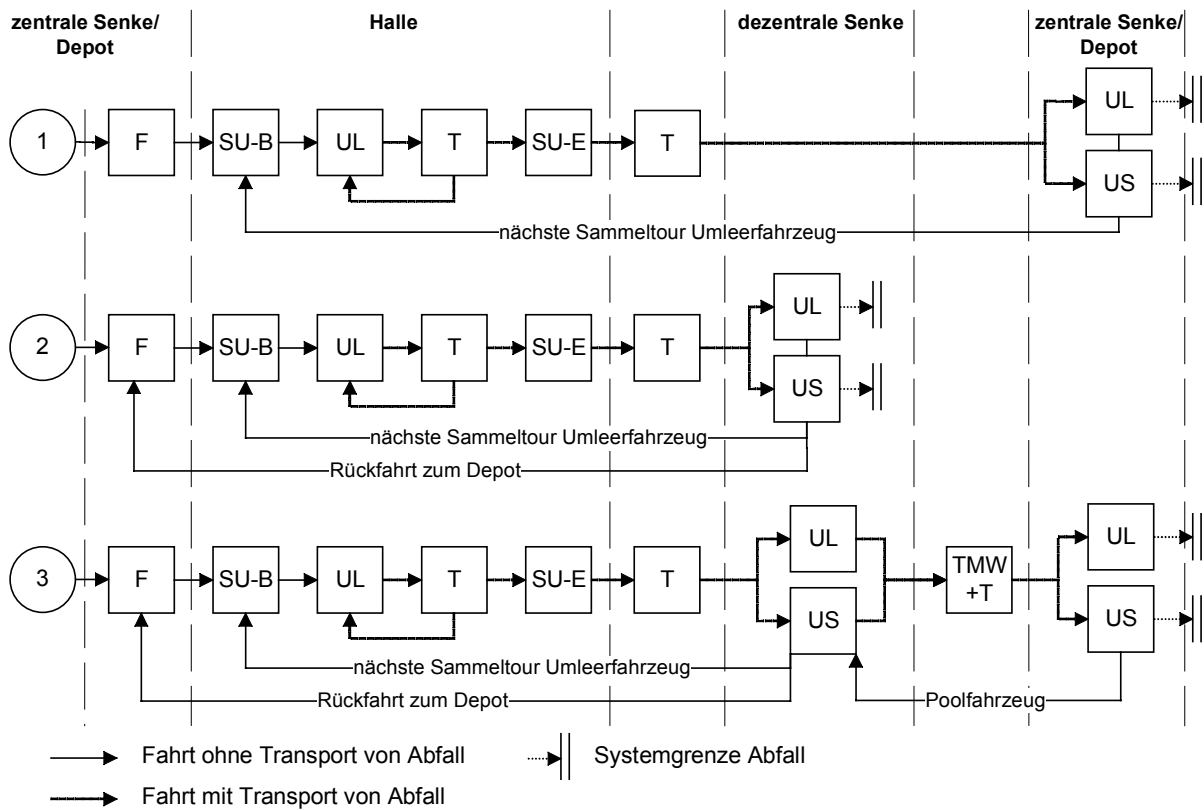 zentrale Senke/
Depot
Halle
dezentrale Senke
zentrale Senke/
Depot
1
F
SU-B
UL
T
SU-E
T
UL
US
nächste Sammeltour Umleerfahrzeug
2
F
SU-B
UL
T
SU-E
T
UL
US
nächste Sammeltour Umleerfahrzeug
Rückfahrt zum Depot
3
F
SU-B
UL
T
SU-E
T
UL
US
TMW
+T
UL
US
nächste Sammeltour Umleerfahrzeug
Rückfahrt zum Depot
Poolfahrzeug
Fahrt ohne Transport von Abfall
Systemgrenze Abfall
Fahrt mit Transport von Abfall